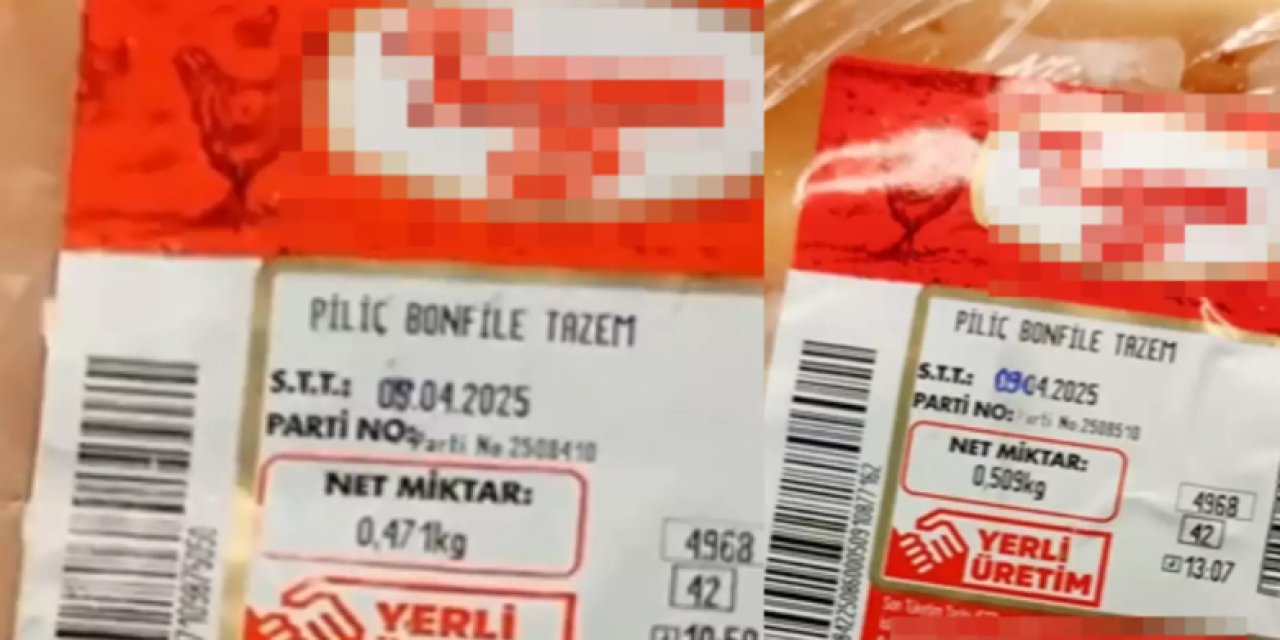 PİLİÇ BONFİLE TAZEM
S.T.T.: 09.04.2025
PARTİ NO: Parti No 2508410
NET MİKTAR:
0,471kg
4968
42
YERLİ
PİLİÇ BONFİLE TAZEM
S.T.T.: 09.04.2025
PARTİ NO: Parti No 2508510
NET MİKTAR:
0,509kg
4968
42
13:07
YERLİ
ÜRETİM